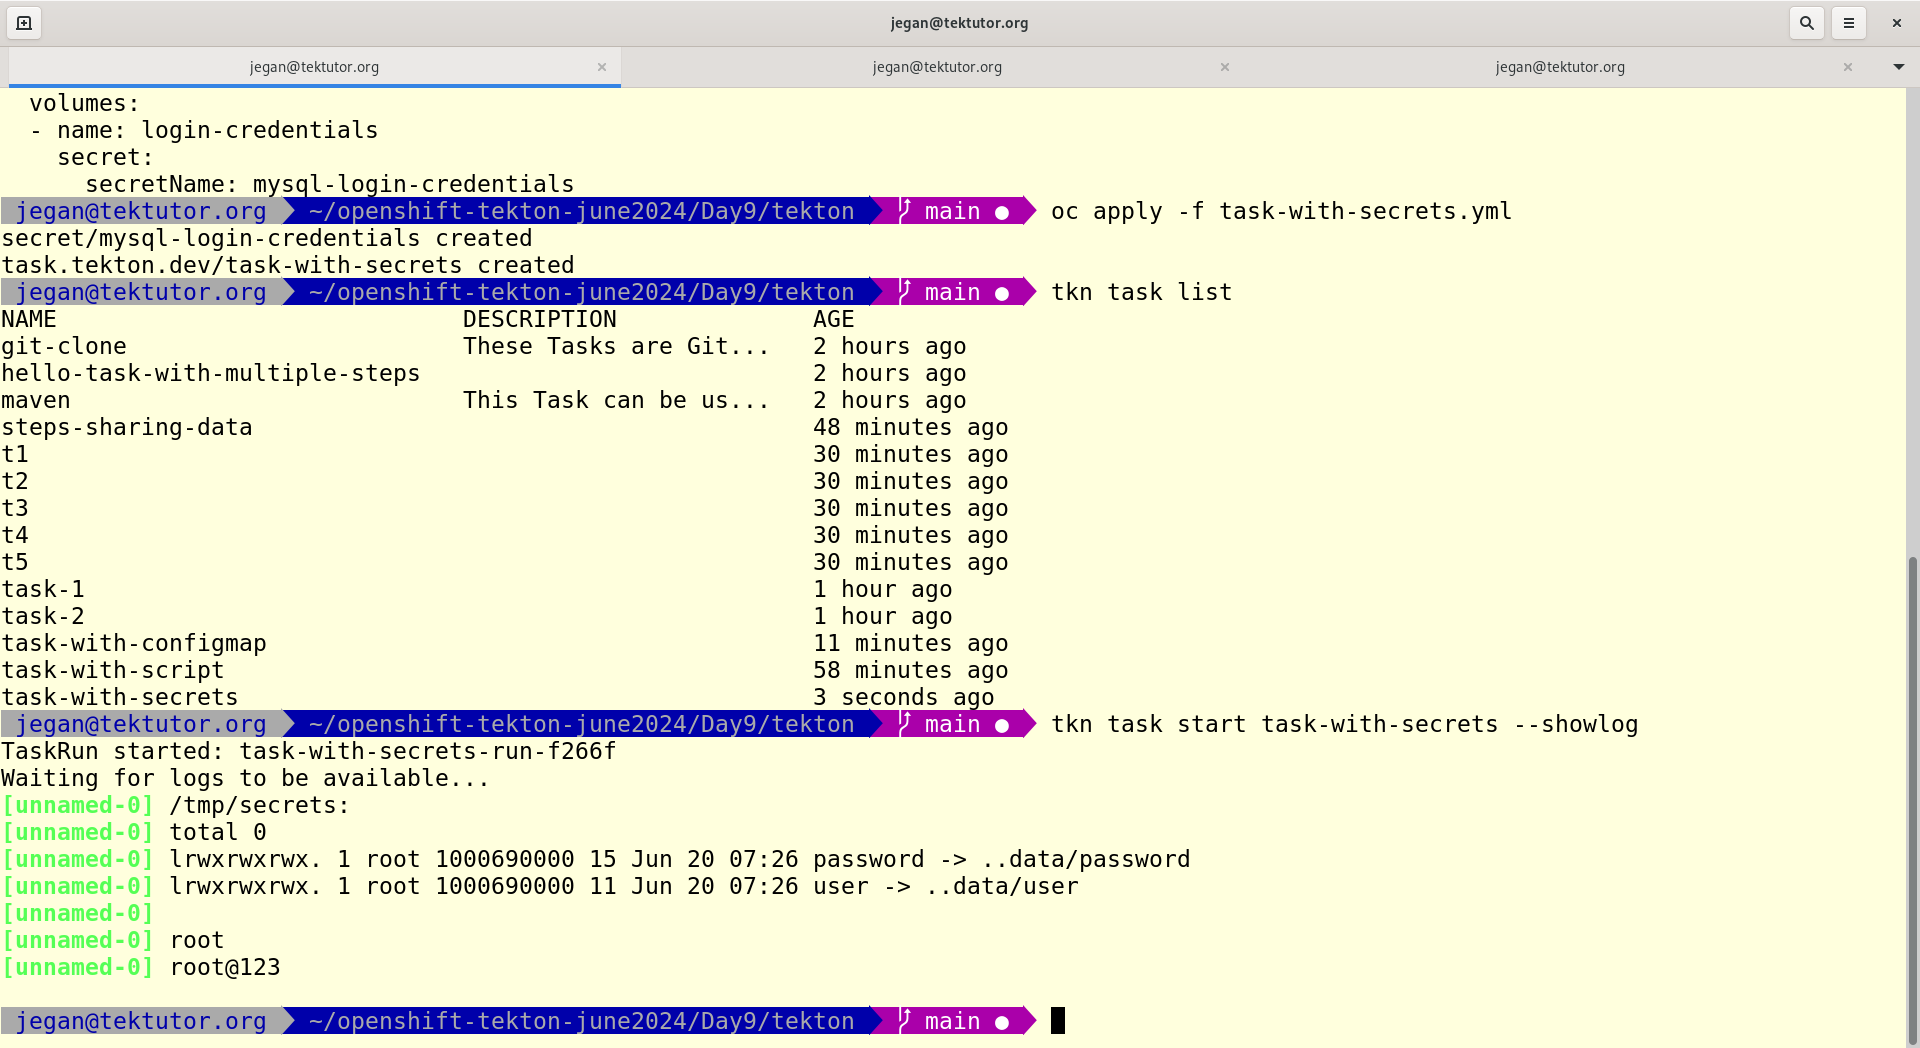 jegan@tektutor.org
jegan@tektutor.org jegan@tektutor.org jegan@tektutor.org
  volumes:
  - name: login-credentials
    secret:
      secretName: mysql-login-credentials
jegan@tektutor.org ~/openshift-tekton-june2024/Day9/tekton main ● oc apply -f task-with-secrets.yml
secret/mysql-login-credentials created
task.tekton.dev/task-with-secrets created
jegan@tektutor.org ~/openshift-tekton-june2024/Day9/tekton main ● tkn task list
NAME                             DESCRIPTION              AGE
git-clone                        These Tasks are Git...   2 hours ago
hello-task-with-multiple-steps                            2 hours ago
maven                            This Task can be us...   2 hours ago
steps-sharing-data                                        48 minutes ago
t1                                                        30 minutes ago
t2                                                        30 minutes ago
t3                                                        30 minutes ago
t4                                                        30 minutes ago
t5                                                        30 minutes ago
task-1                                                    1 hour ago
task-2                                                    1 hour ago
task-with-configmap                                       11 minutes ago
task-with-script                                          58 minutes ago
task-with-secrets                                         3 seconds ago
jegan@tektutor.org ~/openshift-tekton-june2024/Day9/tekton main ● tkn task start task-with-secrets --showlog
TaskRun started: task-with-secrets-run-f266f
Waiting for logs to be available...
[unnamed-0] /tmp/secrets:
[unnamed-0] total 0
[unnamed-0] lrwxrwxrwx. 1 root 1000690000 15 Jun 20 07:26 password -> ..data/password
[unnamed-0] lrwxrwxrwx. 1 root 1000690000 11 Jun 20 07:26 user -> ..data/user
[unnamed-0]
[unnamed-0] root
[unnamed-0] root@123
jegan@tektutor.org ~/openshift-tekton-june2024/Day9/tekton main ●